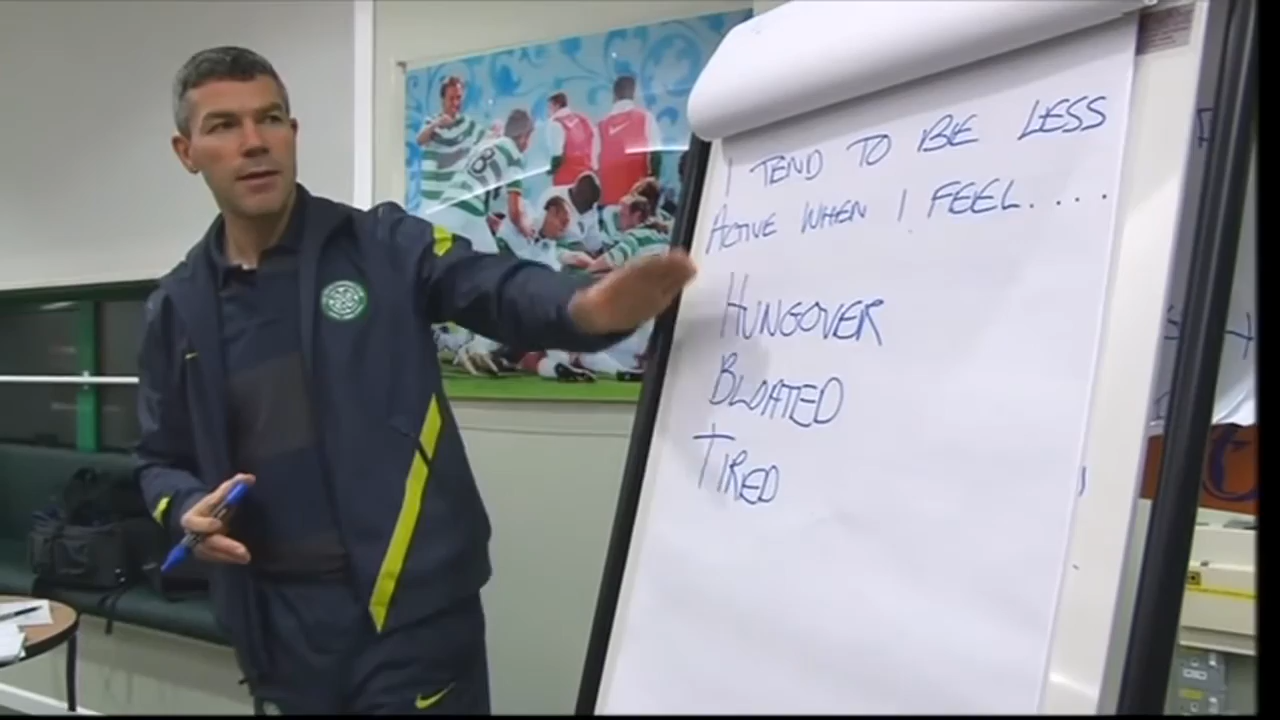 I TEND TO BE LESS
ACTIVE WHEN I FEEL....
HUNGOVER
BLOATED
TIRED